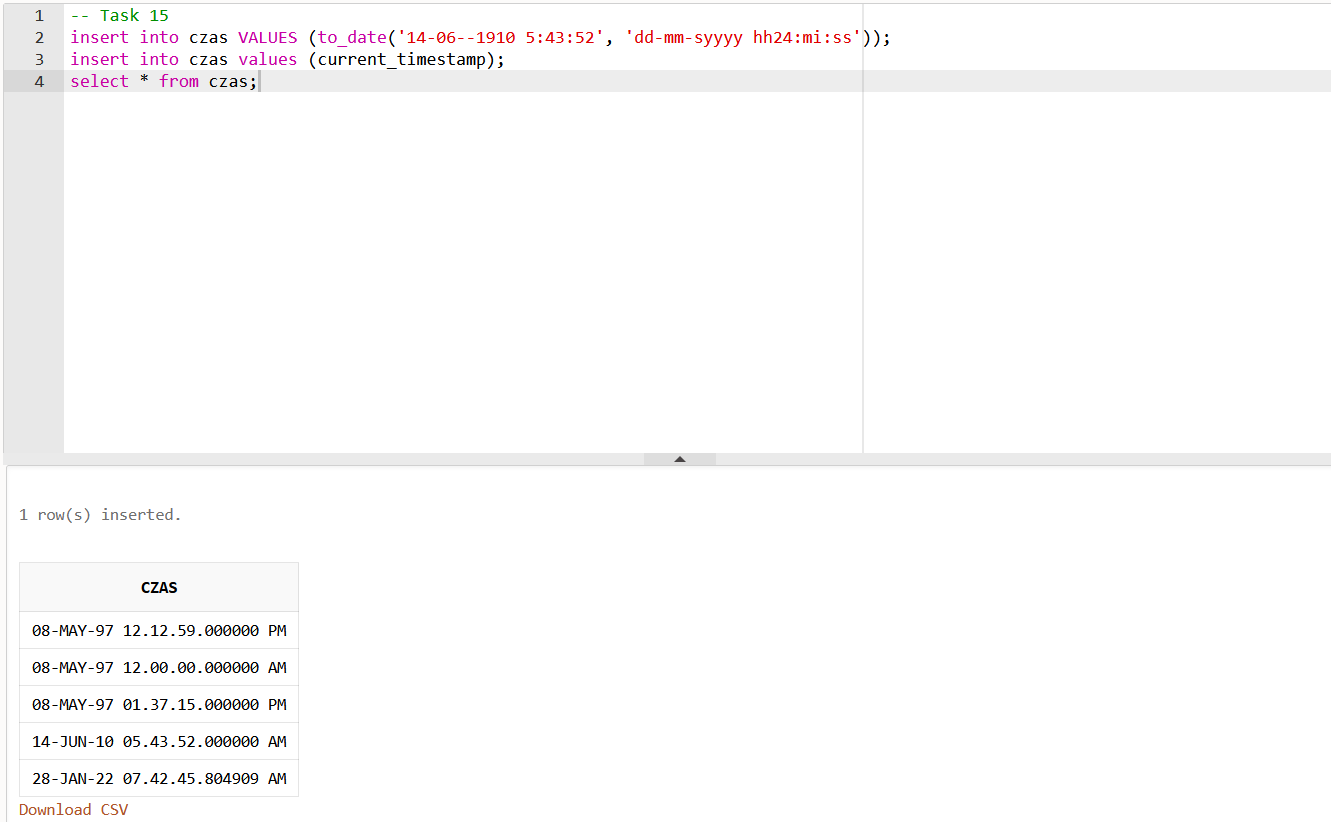 1 -- Task 15
2 insert into czas VALUES (to_date('14-06--1910 5:43:52', 'dd-mm-syyyy hh24:mi:ss'));
3 insert into czas values (current_timestamp);
4 select * from czas;
1 row(s) inserted.
CZAS
08-MAY-97 12.12.59.000000 PM
08-MAY-97 12.00.00.000000 AM
08-MAY-97 01.37.15.000000 PM
14-JUN-10 05.43.52.000000 AM
28-JAN-22 07.42.45.804909 AM
Download CSV